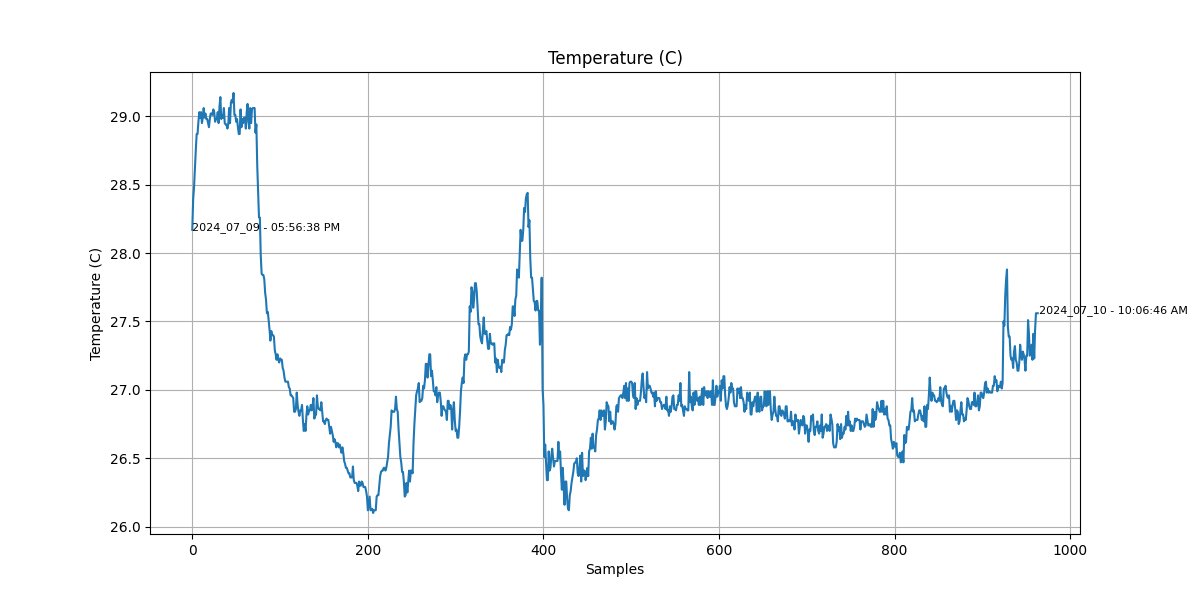 Temperature (C)
29.0
28.5
2024_07_09 - 05:56:38 PM
28.0
2024_07_10 - 10:06:46 AM
27.5
Temperature (C)
27.0
26.5
26.0
0 200 400 600 800 1000
Samples